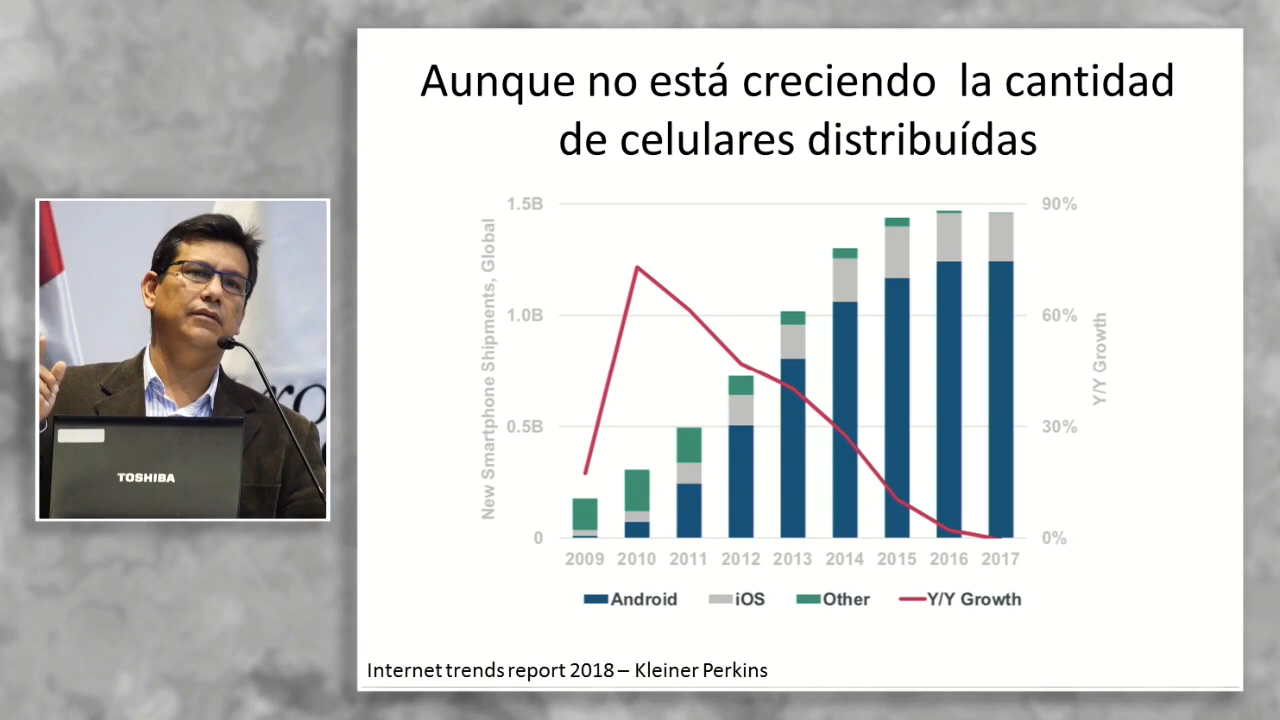 Aunque no está creciendo la cantidad
de celulares distribuídas
1.5B
90%
New Smartphone Shipments, Global
1.0B
60%
Y/Y Growth
0.5B
30%
0
0%
2009 2010 2011 2012 2013 2014 2015 2016 2017
Android iOS Other Y/Y Growth
TOSHIBA
Internet trends report 2018 – Kleiner Perkins